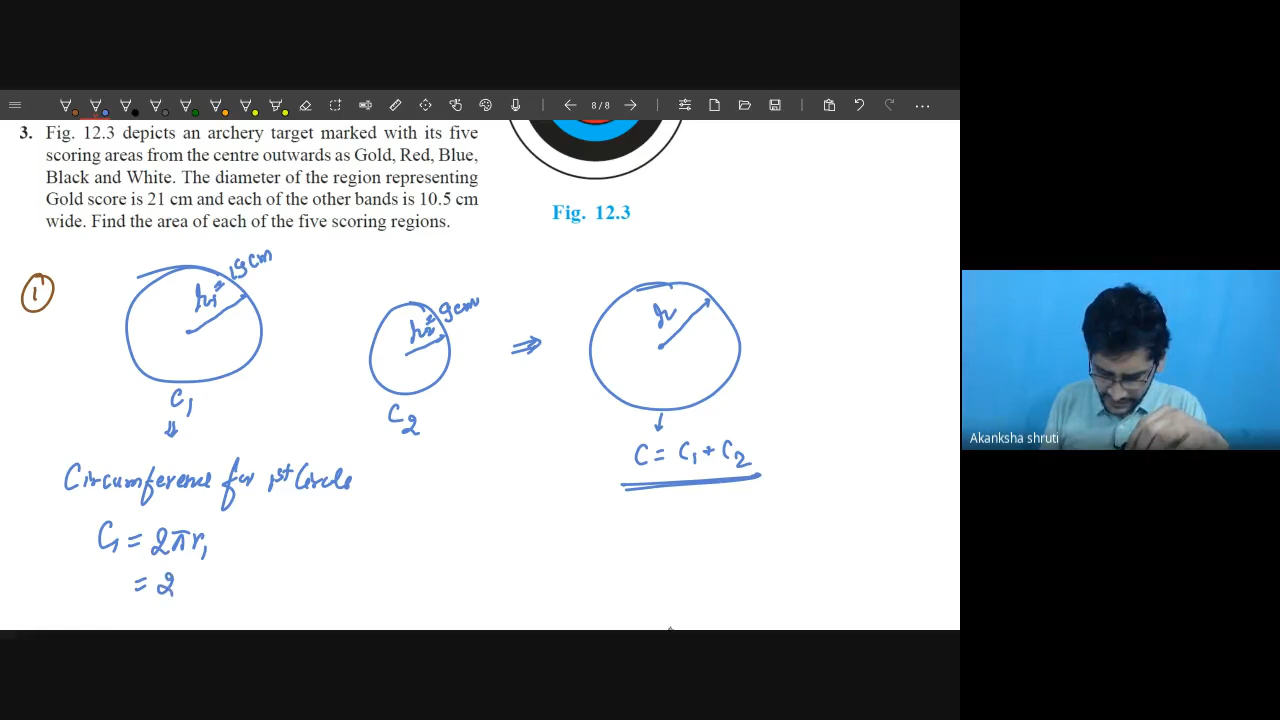 8/8
3. Fig. 12.3 depicts an archery target marked with its five
scoring areas from the centre outwards as Gold, Red, Blue,
Black and White. The diameter of the region representing
Gold score is 21 cm and each of the other bands is 10.5 cm
wide. Find the area of each of the five scoring regions.
Fig. 12.3
1
r₁ = 19cm
r₂ = 9cm
⇒
r
C₁
⇓
C₂
↓
C = C₁ + C₂
Circumference for 1st Circle
C₁ = 2πr₁
= 2
Akanksha shruti